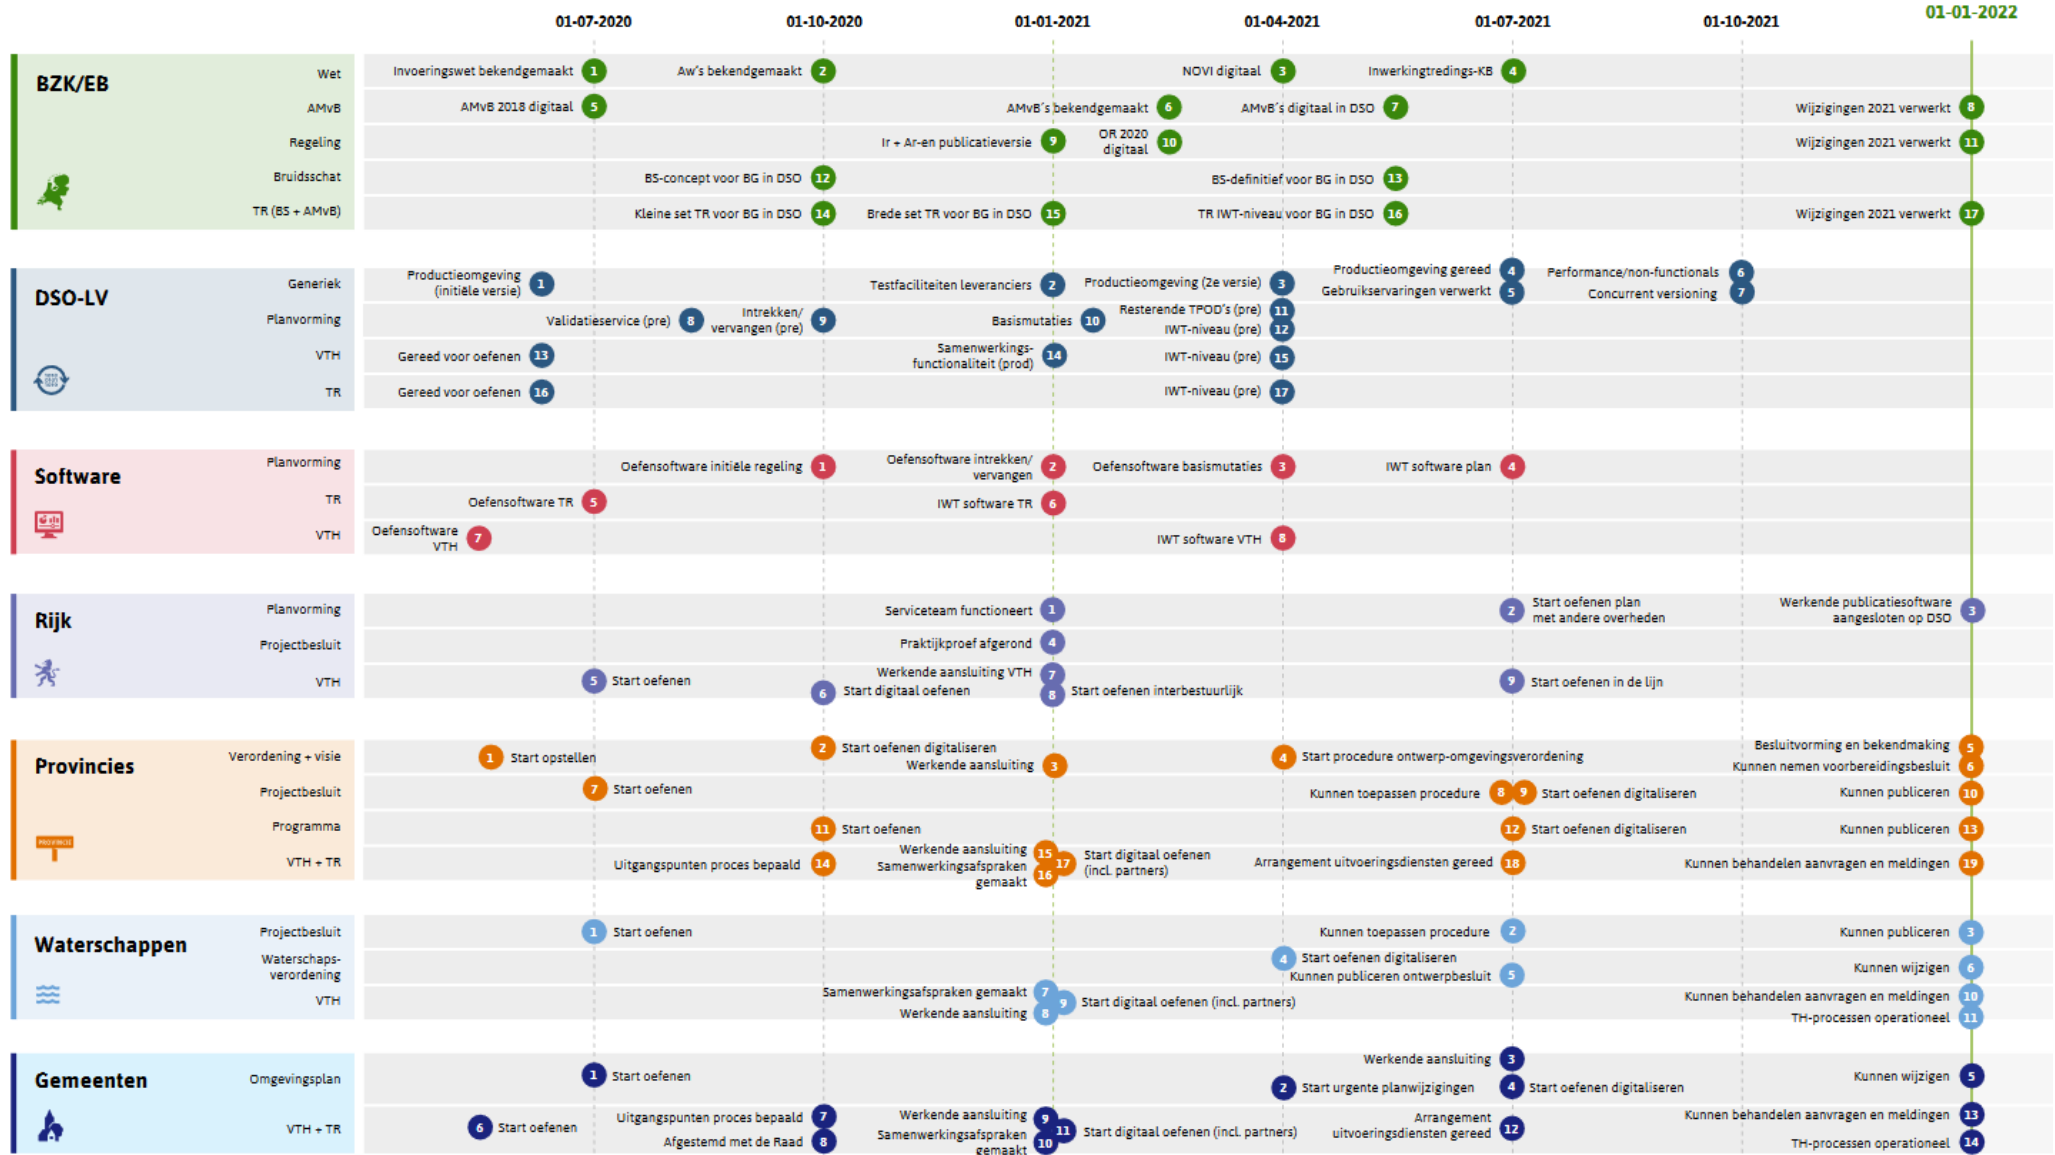 01-07-2020
01-10-2020
01-01-2021
01-04-2021
01-07-2021
01-10-2021
01-01-2022
BZK/EB
Wet
Invoeringswet bekendgemaakt 1
Aw's bekendgemaakt 2
NOVI digitaal 3
Inwerkingtredings-KB 4
AMvB
AMvB 2018 digitaal 5
AMvB's bekendgemaakt 6
AMvB's digitaal in DSO 7
Wijzigingen 2021 verwerkt 8
Regeling
Ir + Ar-en publicatieversie 9
OR 2020
digitaal 10
Wijzigingen 2021 verwerkt 11
Bruidsschat
BS-concept voor BG in DSO 12
BS-definitief voor BG in DSO 13
TR (BS + AMvB)
Kleine set TR voor BG in DSO 14
Brede set TR voor BG in DSO 15
TR IWT-niveau voor BG in DSO 16
Wijzigingen 2021 verwerkt 17
DSO-LV
Generiek
Productieomgeving
(initiële versie) 1
Testfaciliteiten leveranciers 2
Productieomgeving (2e versie) 3
Productieomgeving gereed 4
Gebruikservaringen verwerkt 5
Performance/non-functionals 6
Concurrent versioning 7
Planvorming
Validatieservice (pre) 8
Intrekken/
vervangen (pre) 9
Basismutaties 10
Resterende TPOD's (pre) 11
IWT-niveau (pre) 12
VTH
Gereed voor oefenen 13
Samenwerkings-
functionaliteit (prod) 14
IWT-niveau (pre) 15
TR
Gereed voor oefenen 16
IWT-niveau (pre) 17
Software
Planvorming
Oefensoftware initiële regeling 1
Oefensoftware intrekken/
vervangen 2
Oefensoftware basismutaties 3
IWT software plan 4
TR
Oefensoftware TR 5
IWT software TR 6
VTH
Oefensoftware
VTH 7
IWT software VTH 8
Rijk
Planvorming
Serviceteam functioneert 1
2 Start oefenen plan
met andere overheden
Werkende publicatiesoftware
aangesloten op DSO 3
Projectbesluit
Praktijkproef afgerond 4
VTH
5 Start oefenen
6 Start digitaal oefenen
Werkende aansluiting VTH 7
8 Start oefenen interbestuurlijk
9 Start oefenen in de lijn
Provincies
Verordening + visie
1 Start opstellen
2 Start oefenen digitaliseren
Werkende aansluiting 3
4 Start procedure ontwerp-omgevingsverordening
Besluitvorming en bekendmaking 5
Kunnen nemen voorbereidingsbesluit 6
Projectbesluit
7 Start oefenen
Kunnen toepassen procedure 8
9 Start oefenen digitaliseren
Kunnen publiceren 10
Programma
11 Start oefenen
12 Start oefenen digitaliseren
Kunnen publiceren 13
PROVINCIE
VTH + TR
Uitgangspunten proces bepaald 14
Werkende aansluiting 15
Samenwerkingsafspraken
gemaakt 16
17 Start digitaal oefenen
(incl. partners)
Arrangement uitvoeringsdiensten gereed 18
Kunnen behandelen aanvragen en meldingen 19
Waterschappen
Projectbesluit
1 Start oefenen
Kunnen toepassen procedure 2
Kunnen publiceren 3
Waterschaps-
verordening
4 Start oefenen digitaliseren
Kunnen publiceren ontwerpbesluit 5
Kunnen wijzigen 6
VTH
Samenwerkingsafspraken gemaakt 7
Werkende aansluiting 8
9 Start digitaal oefenen (incl. partners)
Kunnen behandelen aanvragen en meldingen 10
TH-processen operationeel 11
Gemeenten
Omgevingsplan
1 Start oefenen
2 Start urgente planwijzigingen
Werkende aansluiting 3
4 Start oefenen digitaliseren
Kunnen wijzigen 5
VTH + TR
6 Start oefenen
Uitgangspunten proces bepaald 7
Afgestemd met de Raad 8
Werkende aansluiting 9
Samenwerkingsafspraken
gemaakt 10
11 Start digitaal oefenen (incl. partners)
Arrangement
uitvoeringsdiensten gereed 12
Kunnen behandelen aanvragen en meldingen 13
TH-processen operationeel 14